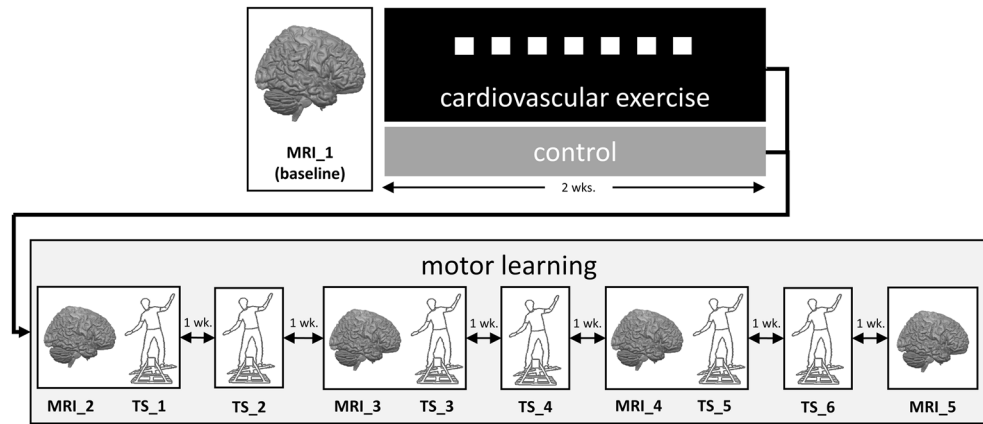 MRI_1
(baseline)
cardiovascular exercise
control
2 wks.
motor learning
1 wk.
1 wk.
1 wk.
1 wk.
1 wk.
1 wk.
MRI_2
TS_1
TS_2
MRI_3
TS_3
TS_4
MRI_4
TS_5
TS_6
MRI_5